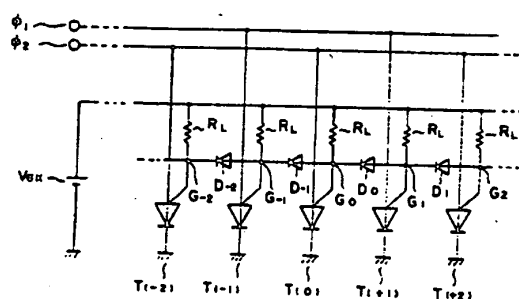 φ1
φ2
RL RL RL RL RL
VGK
D-2 D-1 D0 D1
G-2 G-1 G0 G1 G2
T(-2) T(-1) T(0) T(+1) T(+2)